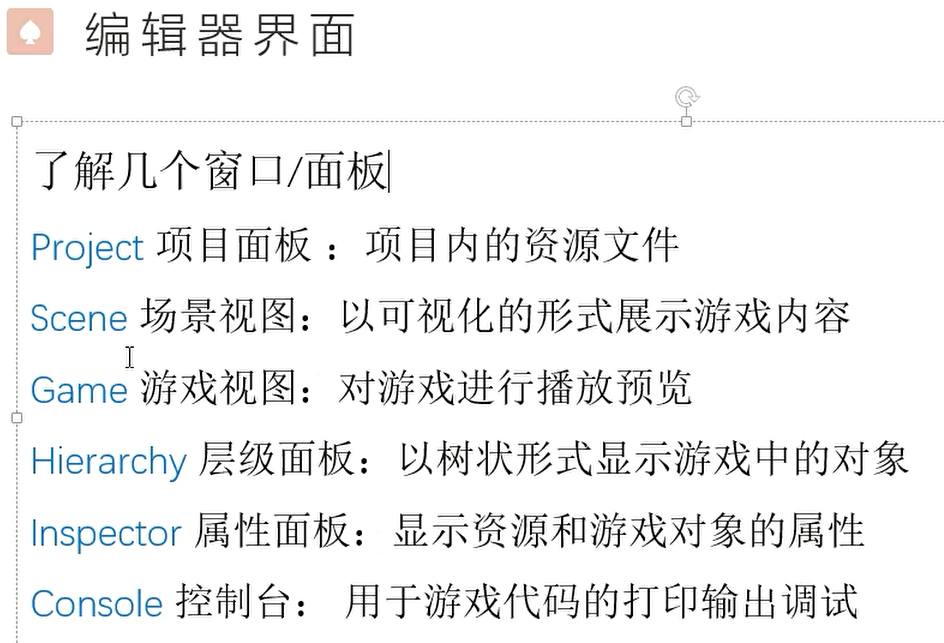 编辑器界面
了解几个窗口/面板
Project 项目面板 ：项目内的资源文件
Scene 场景视图：以可视化的形式展示游戏内容
Game 游戏视图：对游戏进行播放预览
Hierarchy 层级面板：以树状形式显示游戏中的对象
Inspector 属性面板：显示资源和游戏对象的属性
Console 控制台： 用于游戏代码的打印输出调试